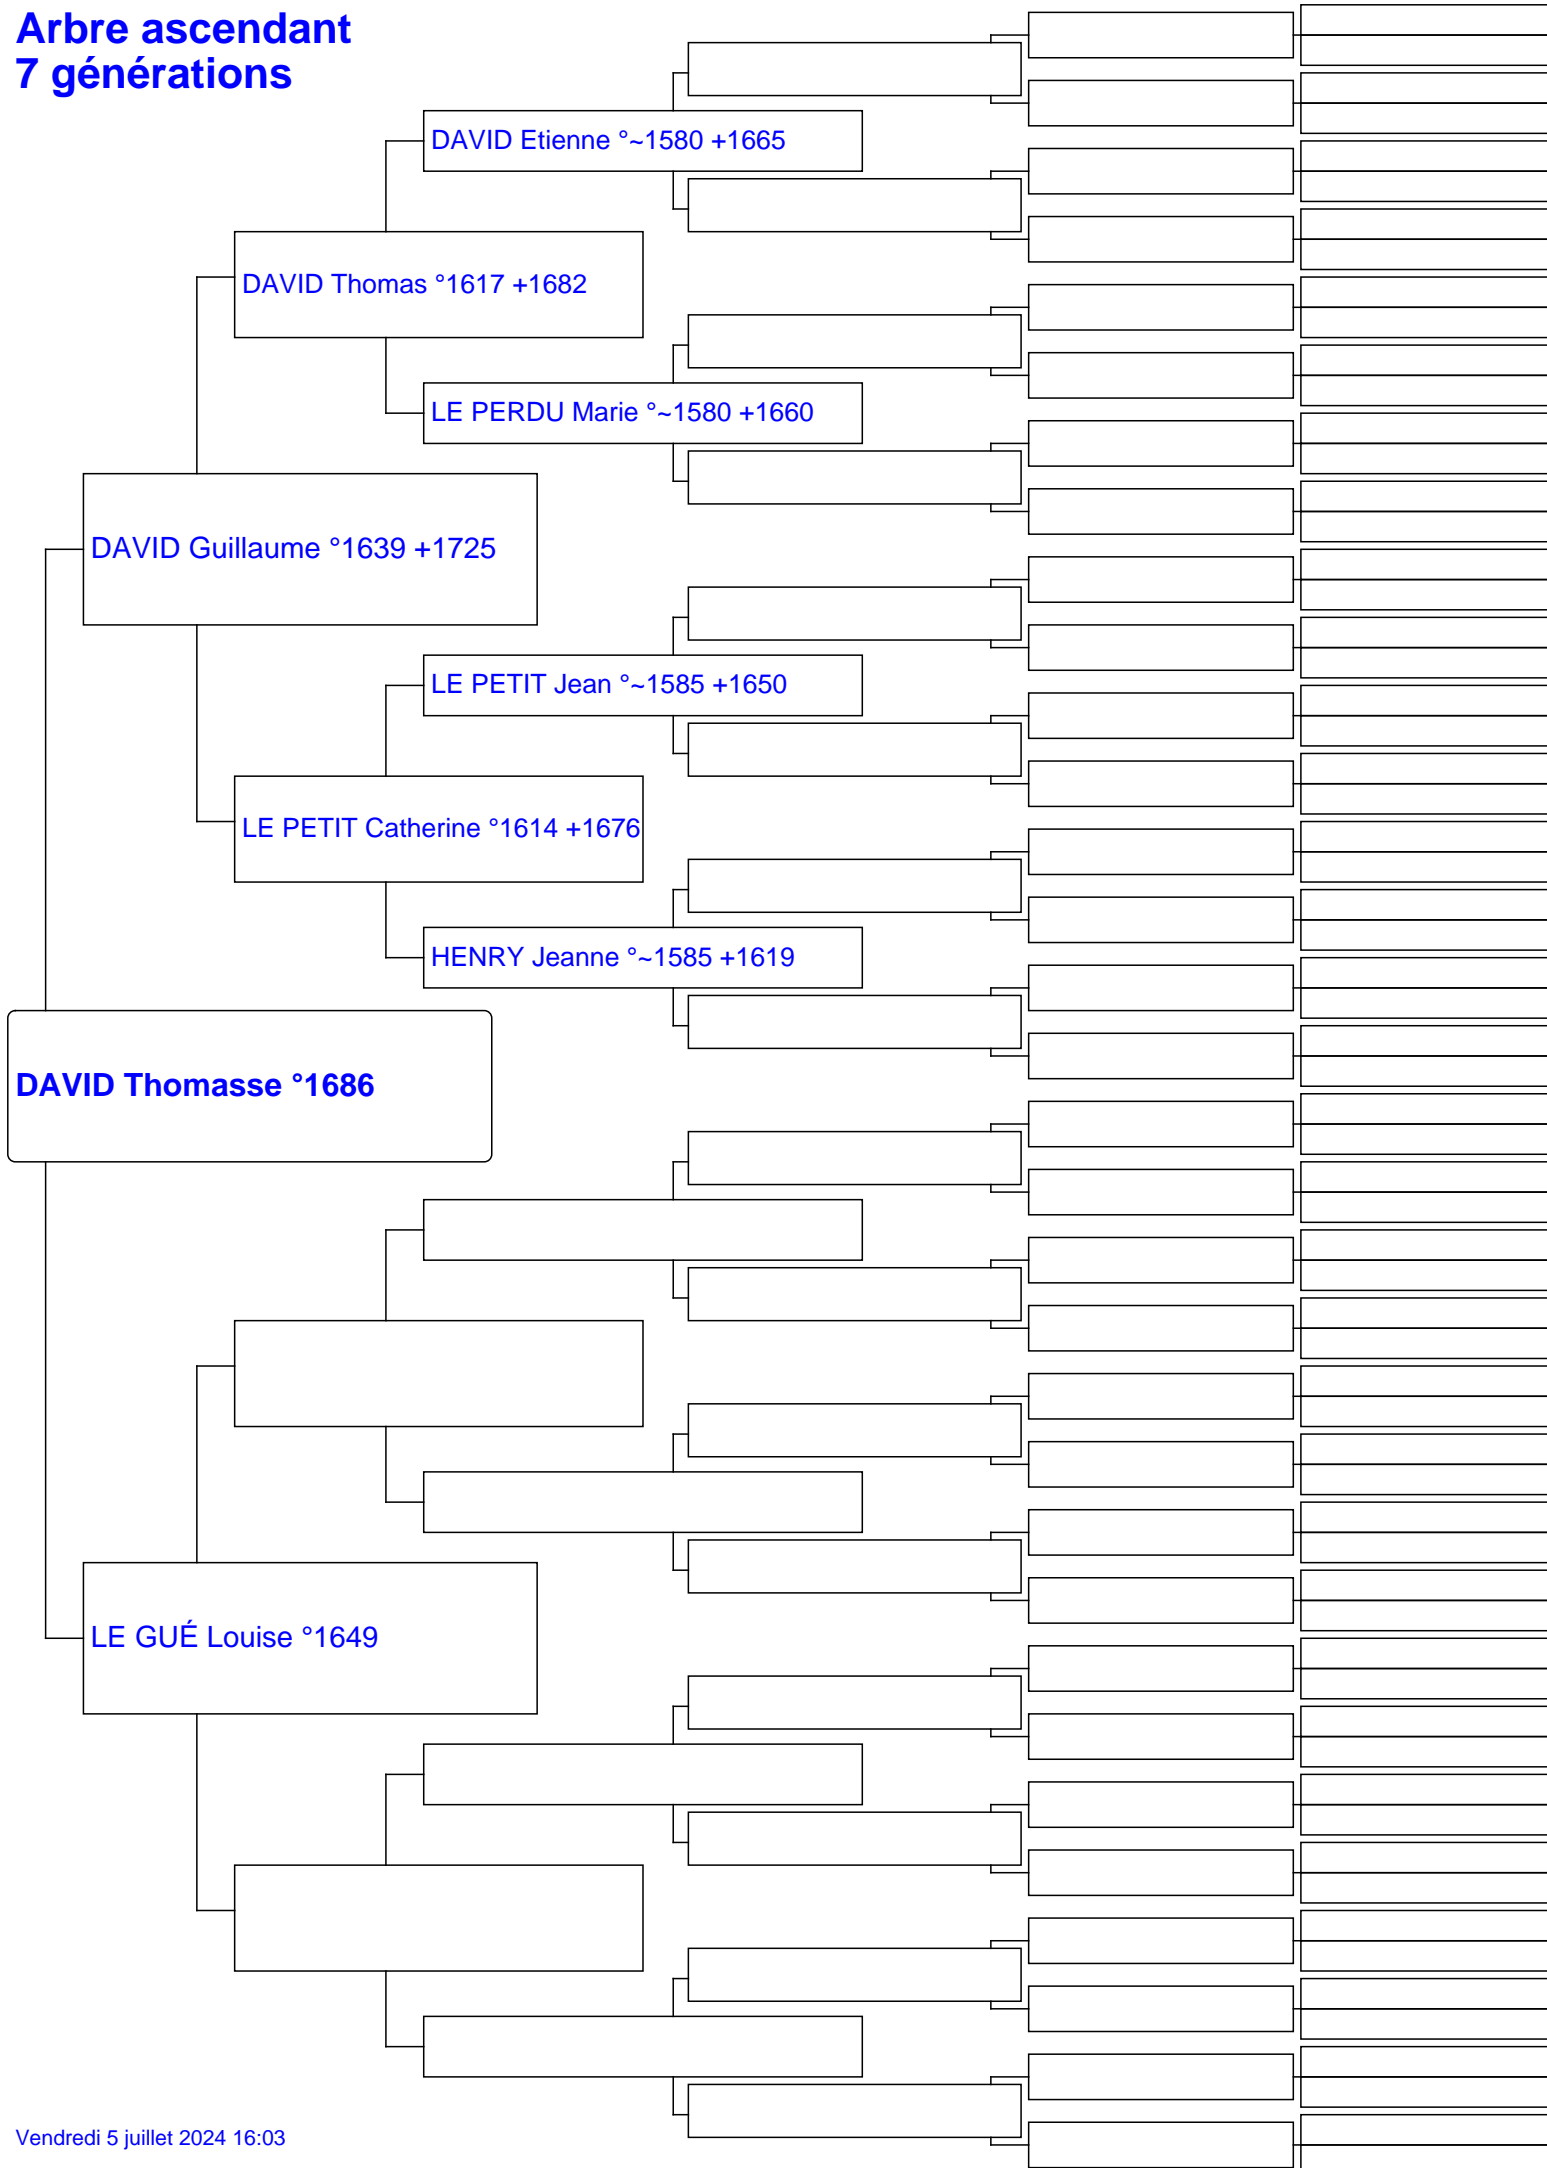 Arbre ascendant
7 générations
DAVID Etienne °~1580 +1665
DAVID Thomas °1617 +1682
LE PERDU Marie °~1580 +1660
DAVID Guillaume °1639 +1725
LE PETIT Jean °~1585 +1650
LE PETIT Catherine °1614 +1676
HENRY Jeanne °~1585 +1619
DAVID Thomasse °1686
LE GUÉ Louise °1649
Vendredi 5 juillet 2024 16:03